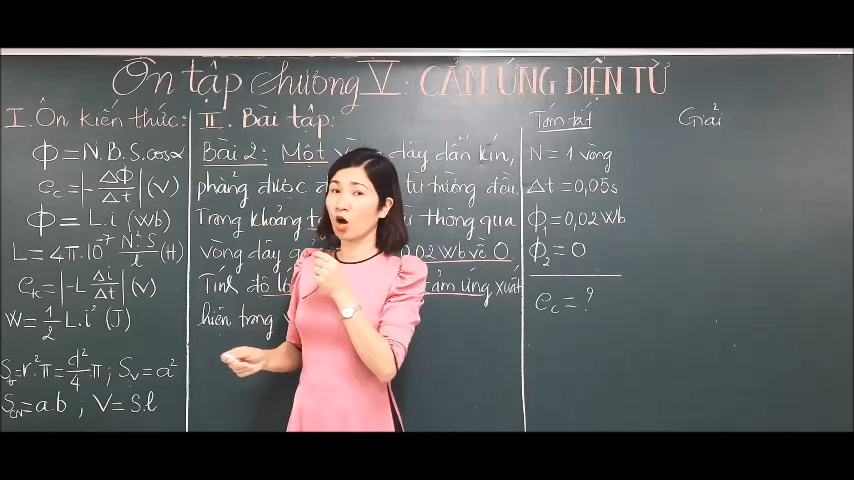 Ôn tập chương V: CẢM ỨNG ĐIỆN TỪ
I. Ôn kiến thức:
Φ = N.B.S.cosα
e_c = |-ΔΦ/Δt| (V)
Φ = L.i (Wb)
L = 4π.10^-7 N².S/l (H)
e_tc = |-L Δi/Δt| (V)
W = 1/2 L.i² (J)
S_tr = r².π = d²/4 π ; S_V = a²
S_CN = a.b ; V = S.l
II. Bài tập:
Bài 2: Một dây dẫn kín,
phẳng được từ trường đều.
Trong khoảng từ thông qua
vòng dây 0,02 Wb về 0
Tính độ cảm ứng xuất
hiện trong
Tóm tắt
N = 1 vòng
Δt = 0,05s
Φ₁ = 0,02 Wb
Φ₂ = 0
e_c = ?
Giải